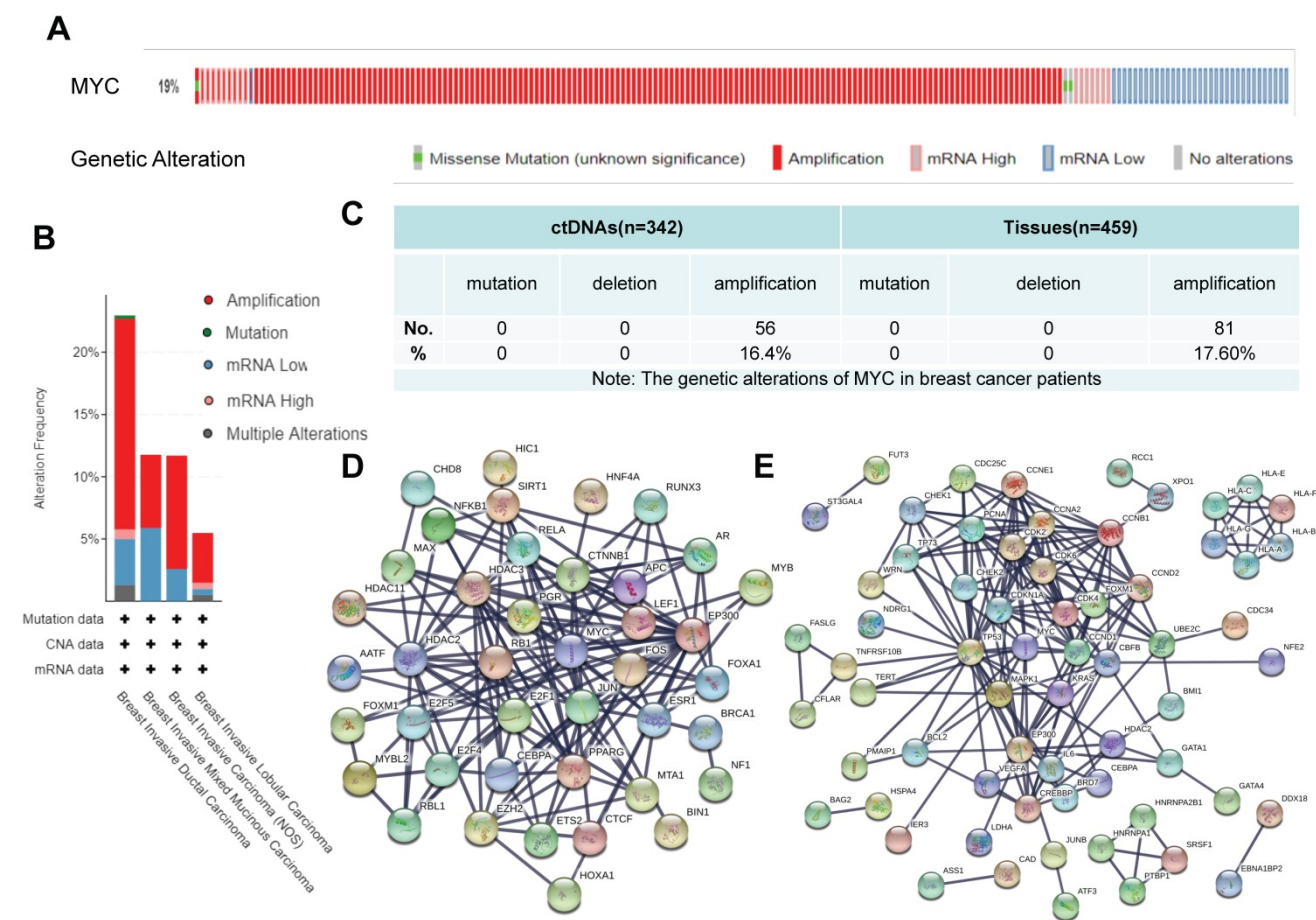 A
MYC 19%
Genetic Alteration
Missense Mutation (unknown significance) Amplification mRNA High mRNA Low No alterations
B
Alteration Frequency
20%
15%
10%
5%
Amplification
Mutation
mRNA Low
mRNA High
Multiple Alterations
Mutation data + + + +
CNA data + + + +
mRNA data + + + +
Breast Invasive Ductal Carcinoma
Breast Invasive Mixed Mucinous Carcinoma
Breast Invasive Carcinoma (NOS)
Breast Invasive Lobular Carcinoma
C
ctDNAs(n=342) Tissues(n=459)
mutation deletion amplification mutation deletion amplification
No. 0 0 56 0 0 81
% 0 0 16.4% 0 0 17.60%
Note: The genetic alterations of MYC in breast cancer patients
D
HIC1
CHD8
SIRT1
HNF4A
RUNX3
NFKB1
RELA
MAX
CTNNB1
AR
HDAC3
APC
MYB
HDAC11
PGR
LEF1
EP300
HDAC2
RB1
MYC
FOS
AATF
FOXA1
FOXM1
E2F5
E2F1
JUN
ESR1
BRCA1
MYBL2
E2F4
CEBPA
PPARG
MTA1
NF1
RBL1
EZH2
ETS2
CTCF
BIN1
HOXA1
E
FUT3
ST3GAL4
CDC25C
CCNE1
RCC1
XPO1
HLA-E
HLA-C
HLA-F
HLA-G
HLA-B
HLA-A
CHEK1
PCNA
CCNA2
CCNB1
TP73
CDK2
WRN
CHEK2
CDK6
CCND2
NDRG1
CDKN1A
CDK4
FOXM1
CDC34
FASLG
TNFRSF10B
TP53
MYC
CCND1
CBFB
UBE2C
NFE2
CFLAR
TERT
MAPK1
KRAS
BMI1
PMAIP1
BCL2
EP300
IL6
HDAC2
GATA1
VEGFA
BRD7
CEBPA
GATA4
BAG2
HSPA4
IER3
LDHA
CREBBP
HNRNPA2B1
DDX18
HNRNPA1
SRSF1
JUNB
PTBP1
EBNA1BP2
ASS1
CAD
ATF3